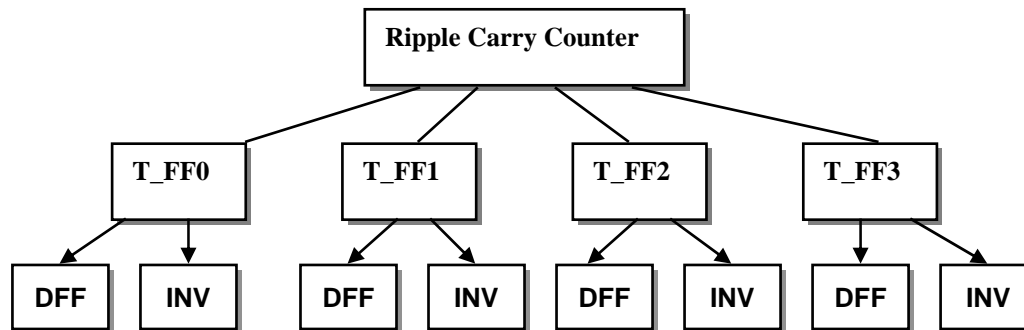 Ripple Carry Counter
T_FF0
T_FF1
T_FF2
T_FF3
DFF
INV
DFF
INV
DFF
INV
DFF
INV